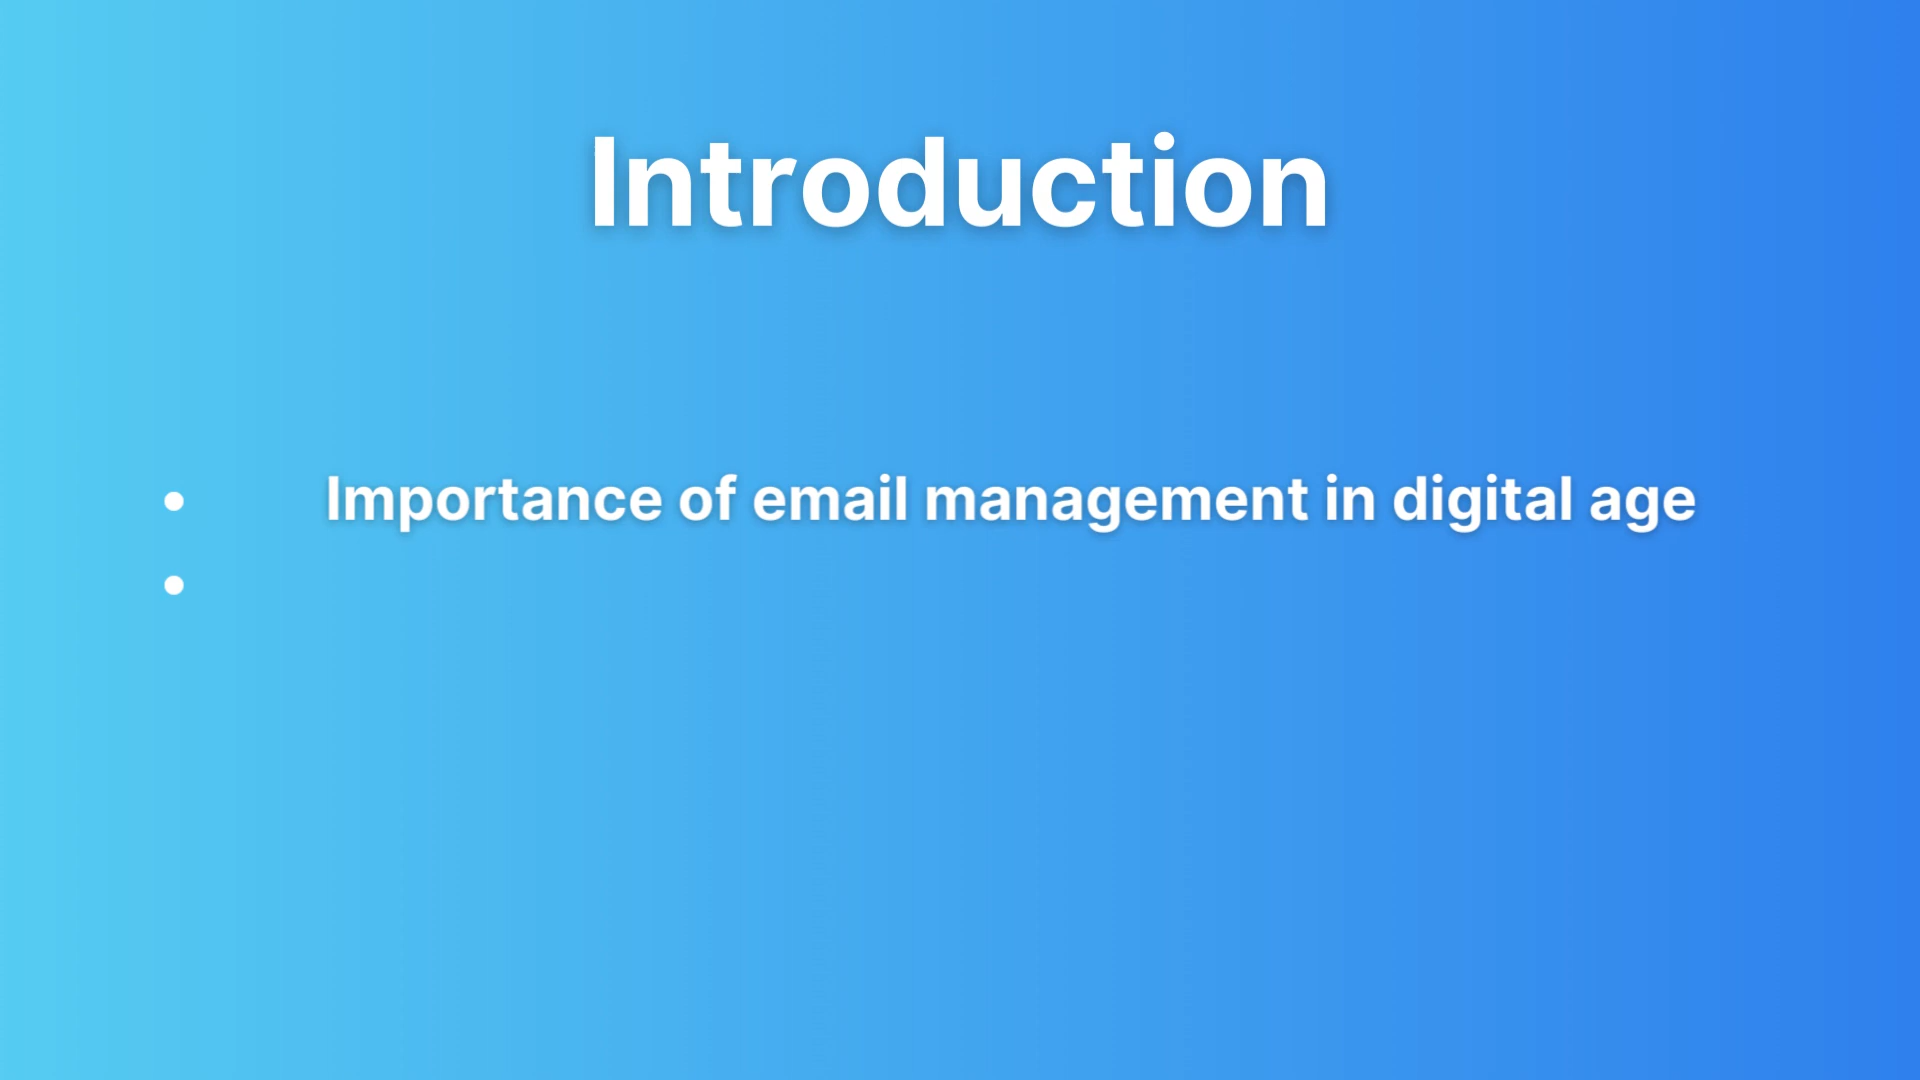 Introduction
• Importance of email management in digital age
•